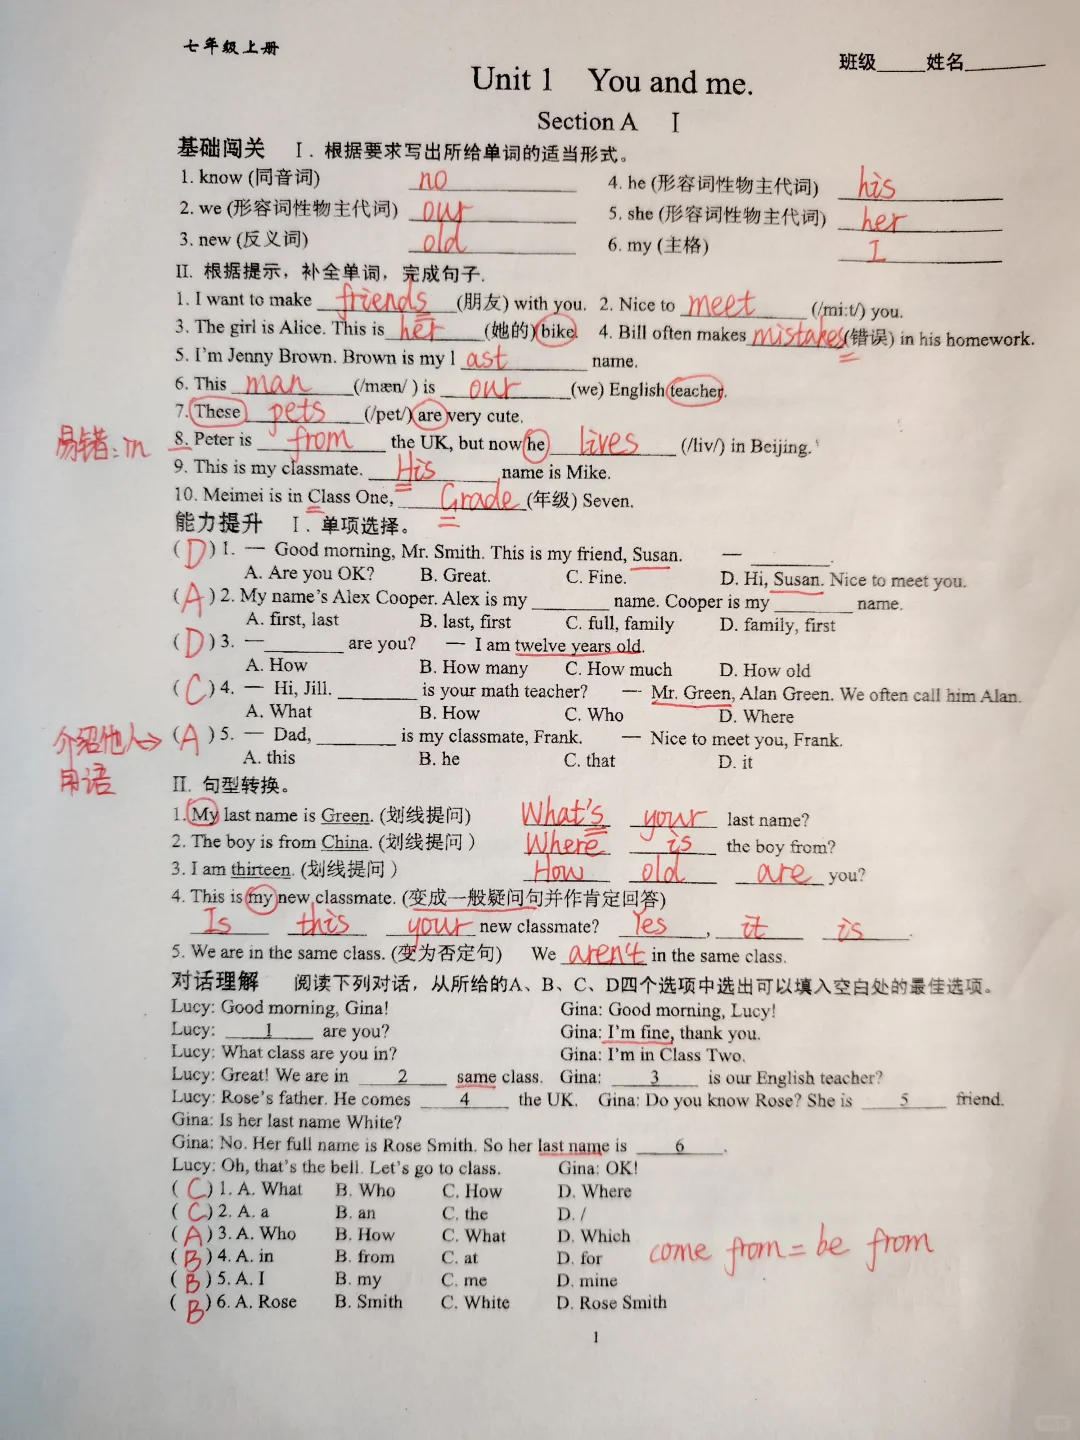 七年级上册
班级_____ 姓名________
Unit 1 You and me.
Section A Ⅰ
基础闯关 Ⅰ. 根据要求写出所给单词的适当形式。
1. know (同音词) no 4. he (形容词性物主代词) his
2. we (形容词性物主代词) our 5. she (形容词性物主代词) her
3. new (反义词) old 6. my (主格) I
II. 根据提示，补全单词，完成句子.
1. I want to make friends (朋友) with you. 2. Nice to meet (/mi:t/) you.
3. The girl is Alice. This is her (她的) bike. 4. Bill often makes mistakes (错误) in his homework.
5. I'm Jenny Brown. Brown is my l ast name.
6. This man (/mæn/ ) is our (we) English teacher.
7. These pets (/pet/) are very cute.
易错: in 8. Peter is from the UK, but now he lives (/liv/) in Beijing.
9. This is my classmate. His name is Mike.
10. Meimei is in Class One, Grade (年级) Seven.
能力提升 Ⅰ. 单项选择。
( D ) 1. — Good morning, Mr. Smith. This is my friend, Susan. — ________.
A. Are you OK? B. Great. C. Fine. D. Hi, Susan. Nice to meet you.
( A ) 2. My name's Alex Cooper. Alex is my ________ name. Cooper is my ________ name.
A. first, last B. last, first C. full, family D. family, first
( D ) 3. —________ are you? — I am twelve years old.
A. How B. How many C. How much D. How old
( C ) 4. — Hi, Jill. ________ is your math teacher? — Mr. Green, Alan Green. We often call him Alan.
A. What B. How C. Who D. Where
介绍他人→ ( A ) 5. — Dad, ________ is my classmate, Frank. — Nice to meet you, Frank.
用语 A. this B. he C. that D. it
II. 句型转换。
1. My last name is Green. (划线提问) What's your last name?
2. The boy is from China. (划线提问 ) Where is the boy from?
3. I am thirteen. (划线提问 ) How old are you?
4. This is my new classmate. (变成一般疑问句并作肯定回答)
Is this your new classmate? Yes , it is .
5. We are in the same class. (变为否定句) We aren't in the same class.
对话理解 阅读下列对话，从所给的A、B、C、D四个选项中选出可以填入空白处的最佳选项。
Lucy: Good morning, Gina! Gina: Good morning, Lucy!
Lucy: 1 are you? Gina: I'm fine, thank you.
Lucy: What class are you in? Gina: I'm in Class Two.
Lucy: Great! We are in 2 same class. Gina: 3 is our English teacher?
Lucy: Rose's father. He comes 4 the UK. Gina: Do you know Rose? She is 5 friend.
Gina: Is her last name White?
Gina: No. Her full name is Rose Smith. So her last name is 6 .
Lucy: Oh, that's the bell. Let's go to class. Gina: OK!
( C ) 1. A. What B. Who C. How D. Where
( C ) 2. A. a B. an C. the D. /
( A ) 3. A. Who B. How C. What D. Which
( B ) 4. A. in B. from C. at D. for come from = be from
( B ) 5. A. I B. my C. me D. mine
( B ) 6. A. Rose B. Smith C. White D. Rose Smith
1